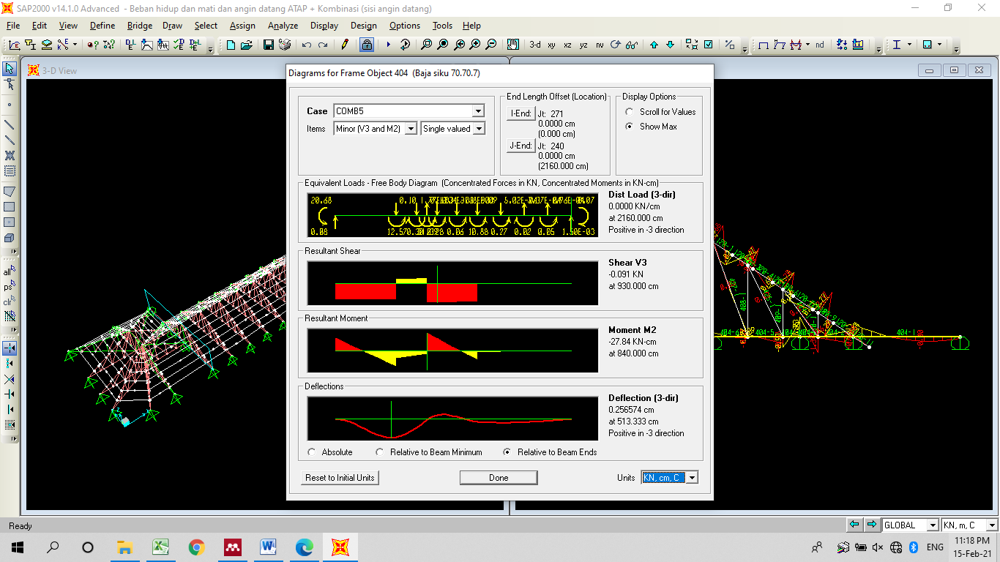 SAP2000 v14.1.0 Advanced - Beban hidup dan mati dan angin datang ATAP + Kombinasi (sisi angin datang)
File Edit View Define Bridge Draw Select Assign Analyze Display Design Options Tools Help
3-d xy xz yz nv nd
3-D View
all
ps
clr
Diagrams for Frame Object 404 (Baja siku 70.70.7)
Case COMB5
Items Minor (V3 and M2) Single valued
End Length Offset (Location)
I-End: Jt: 271
0.0000 cm
(0.000 cm)
J-End: Jt: 240
0.0000 cm
(2160.000 cm)
Display Options
Scroll for Values
Show Max
Equivalent Loads - Free Body Diagram (Concentrated Forces in KN, Concentrated Moments in KN-cm)
20.68 0.10
0.08 12.57 0.06 10.88 0.27 0.02 0.05 1.50E-03
Dist Load (3-dir)
0.0000 KN/cm
at 2160.000 cm
Positive in -3 direction
Resultant Shear
Shear V3
-0.091 KN
at 930.000 cm
Resultant Moment
Moment M2
-27.84 KN-cm
at 840.000 cm
Deflections
Deflection (3-dir)
0.256574 cm
at 513.333 cm
Positive in -3 direction
Absolute Relative to Beam Minimum Relative to Beam Ends
Reset to Initial Units Done Units KN, cm, C
404-5 404-1
Ready GLOBAL KN, m, C
ENG 11:18 PM
15-Feb-21